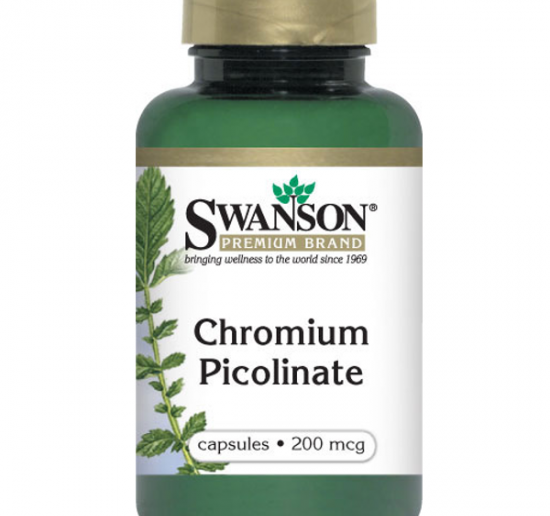 SWANSON®
PREMIUM BRAND
bringing wellness to the world since 1969
Chromium
Picolinate
capsules • 200 mcg